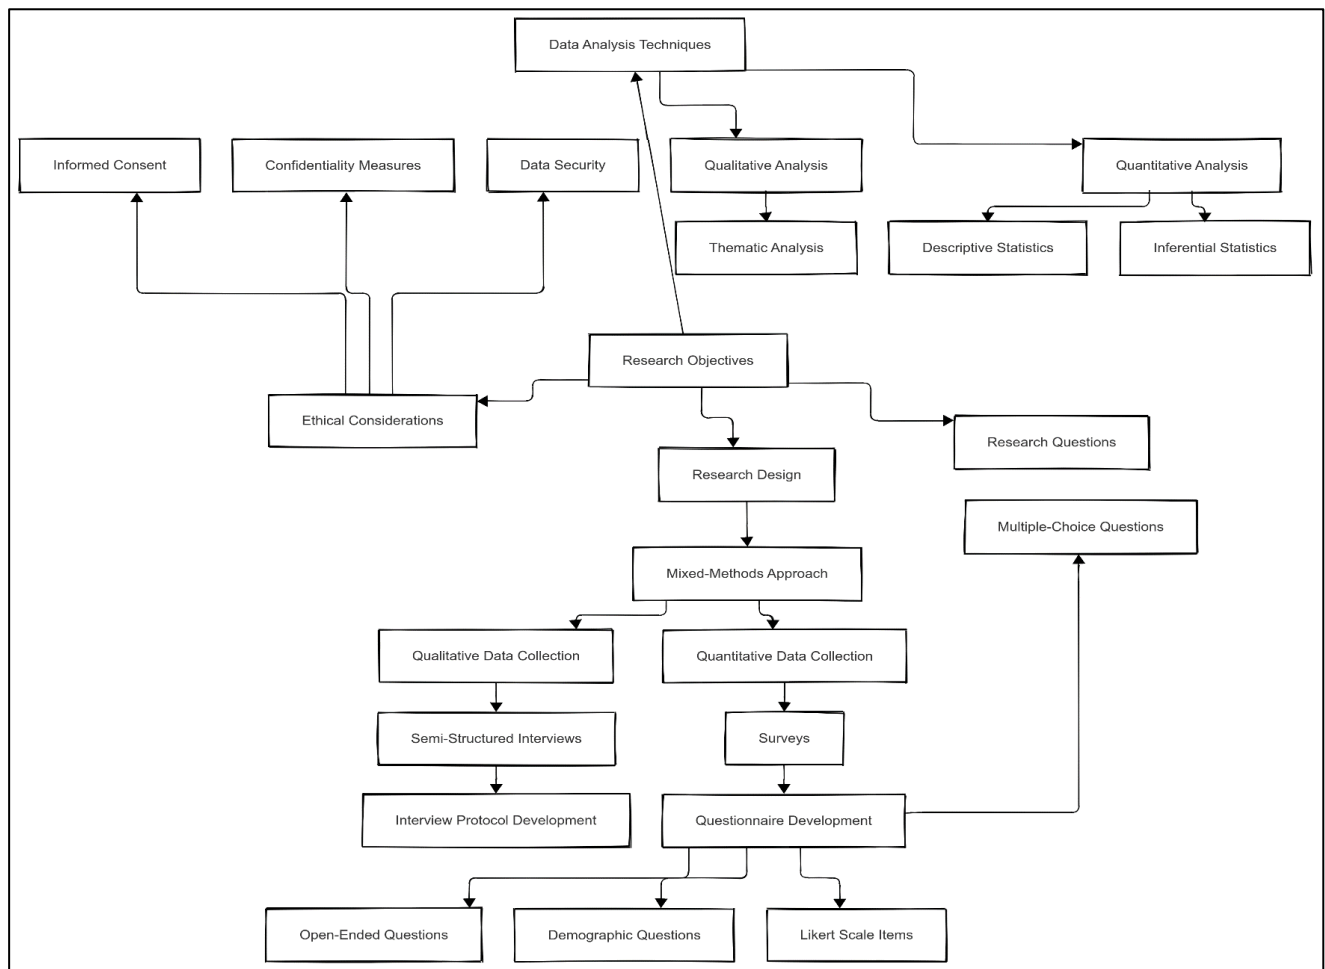 Data Analysis Techniques
Informed Consent
Confidentiality Measures
Data Security
Qualitative Analysis
Quantitative Analysis
Thematic Analysis
Descriptive Statistics
Inferential Statistics
Research Objectives
Ethical Considerations
Research Questions
Research Design
Multiple-Choice Questions
Mixed-Methods Approach
Qualitative Data Collection
Quantitative Data Collection
Semi-Structured Interviews
Surveys
Interview Protocol Development
Questionnaire Development
Open-Ended Questions
Demographic Questions
Likert Scale Items